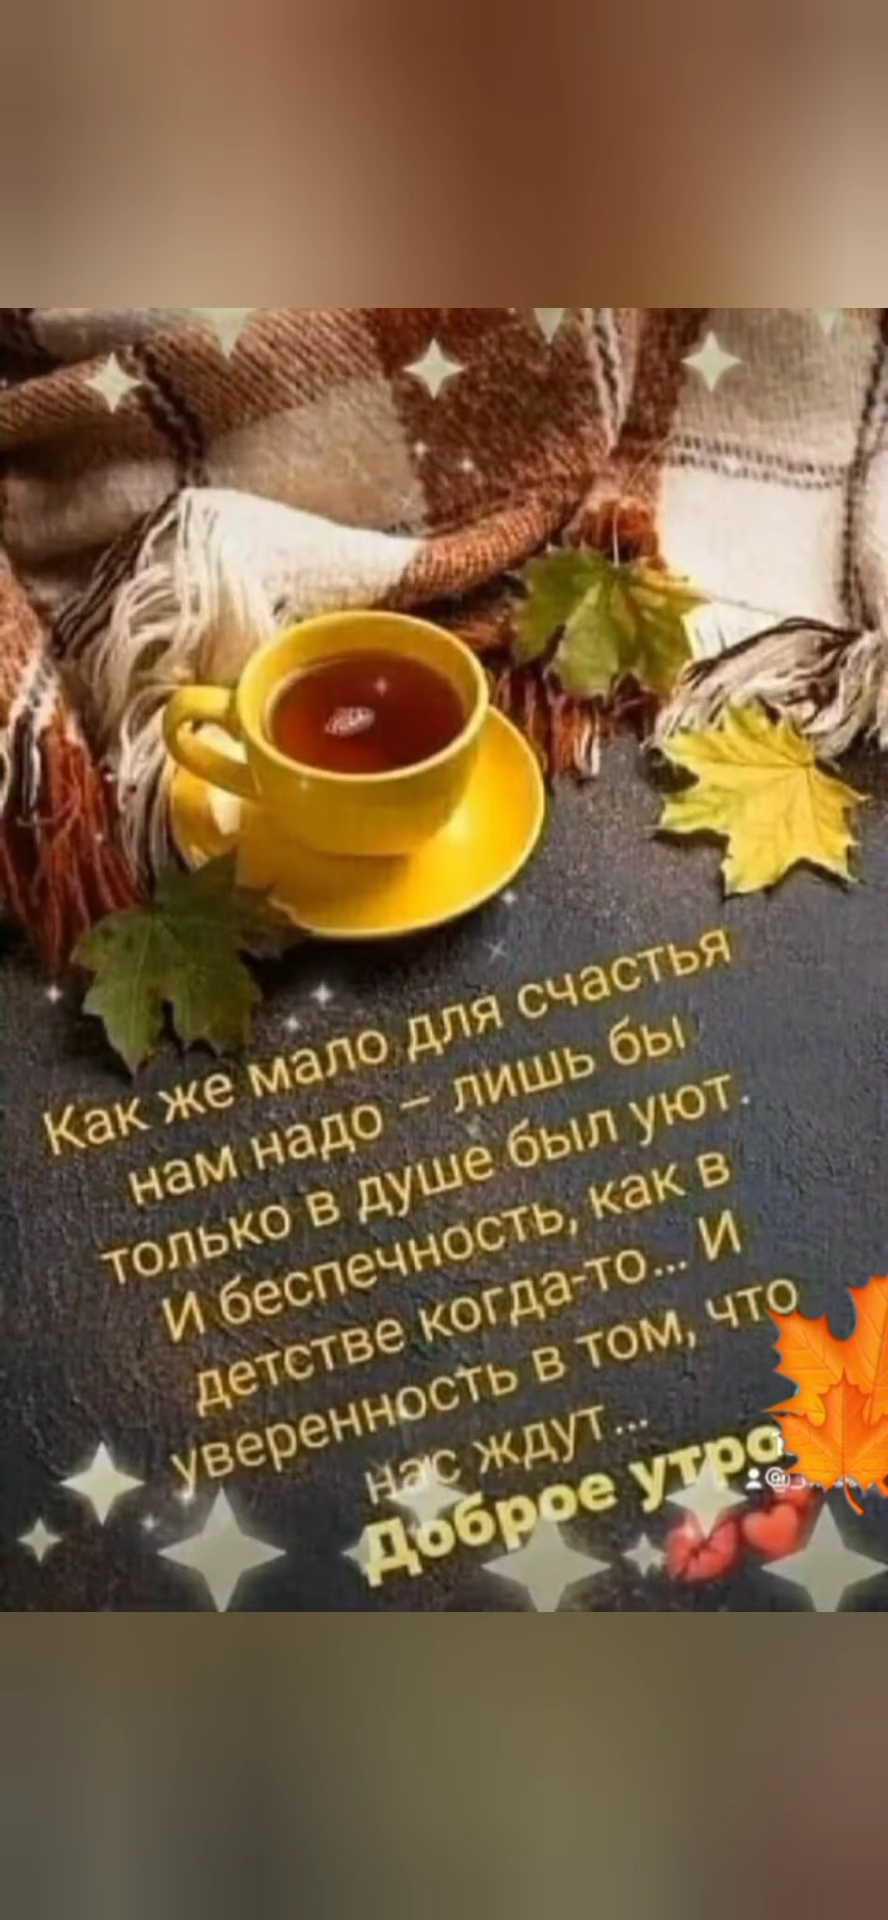 Как же мало для счастья
нам надо – лишь бы
только в душе был уют.
И беспечность, как в
детстве когда-то... И
уверенность в том, что
нас ждут...
Доброе утро